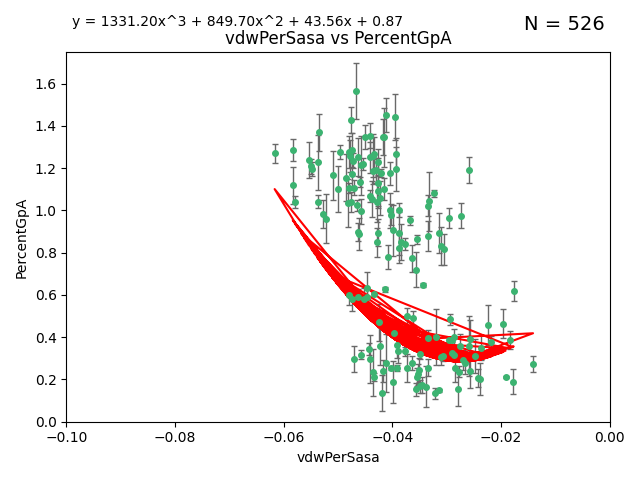 y = 1331.20x^3 + 849.70x^2 + 43.56x + 0.87
N = 526
vdwPerSasa vs PercentGpA
PercentGpA
1.6
1.4
1.2
1.0
0.8
0.6
0.4
0.2
0.0
−0.10 −0.08 −0.06 −0.04 −0.02 0.00
vdwPerSasa